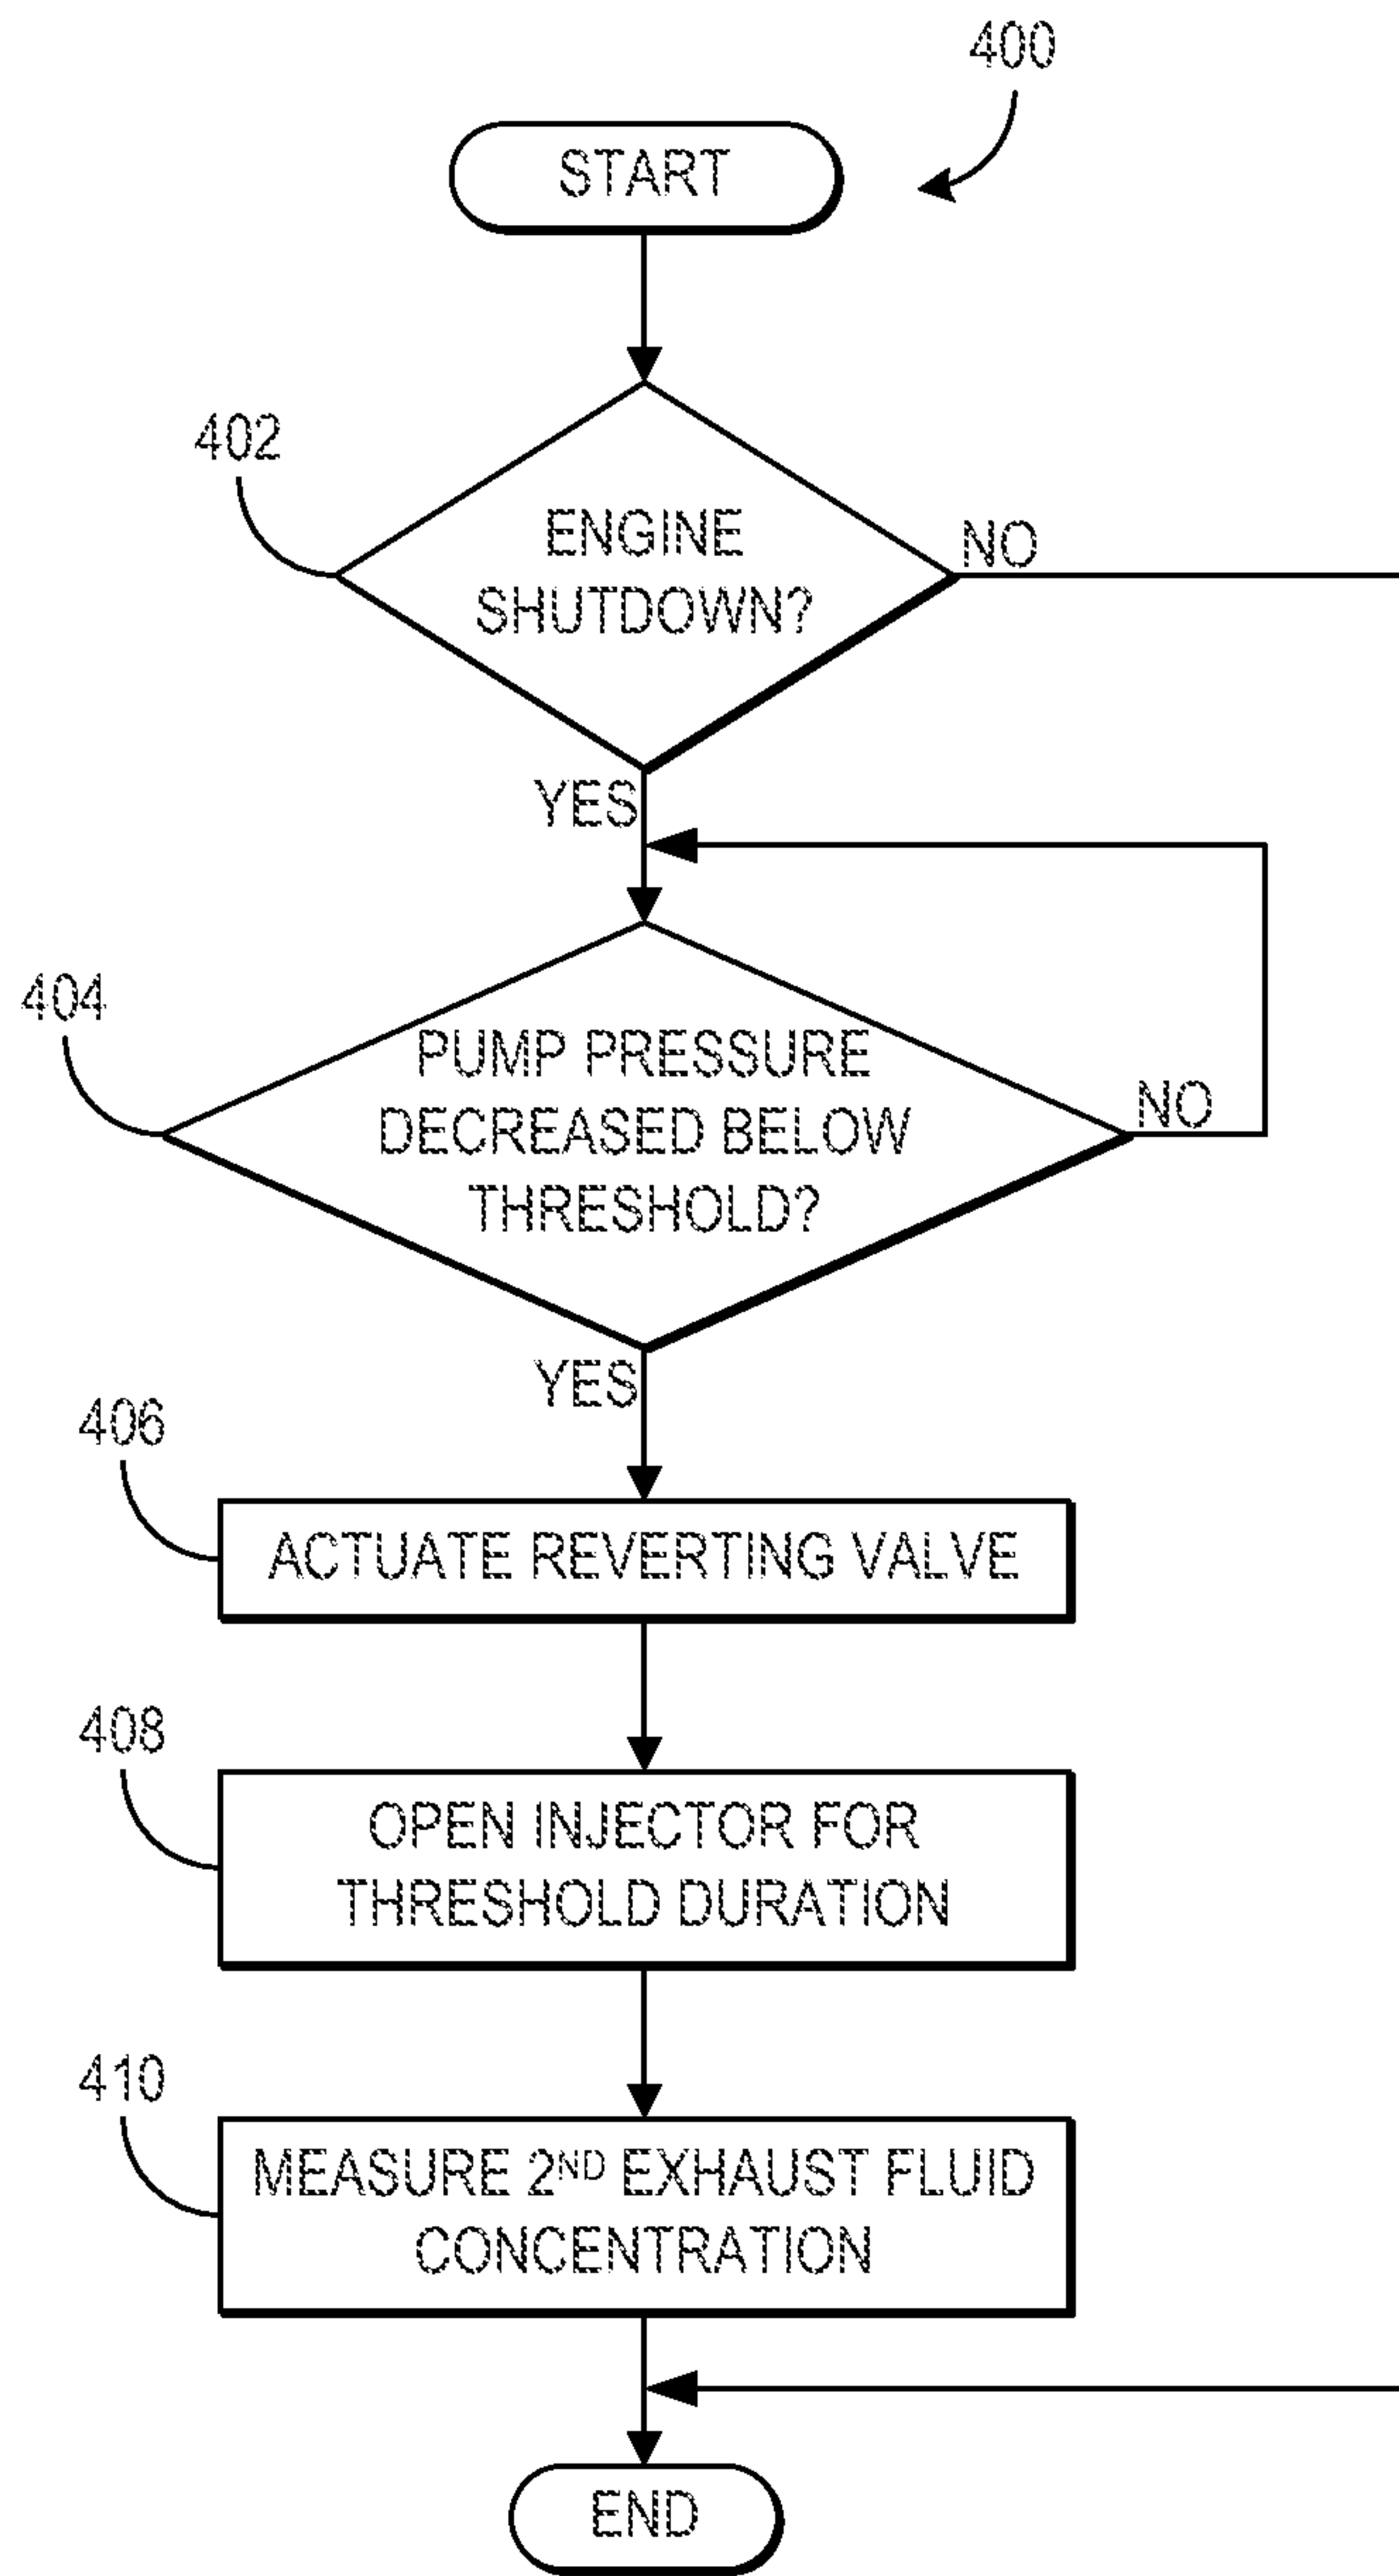 400
START
402
ENGINE
SHUTDOWN?
NO
YES
404
PUMP PRESSURE
DECREASED BELOW
THRESHOLD?
NO
YES
406
ACTUATE REVERTING VALVE
408
OPEN INJECTOR FOR
THRESHOLD DURATION
410
MEASURE 2ND EXHAUST FLUID
CONCENTRATION
END